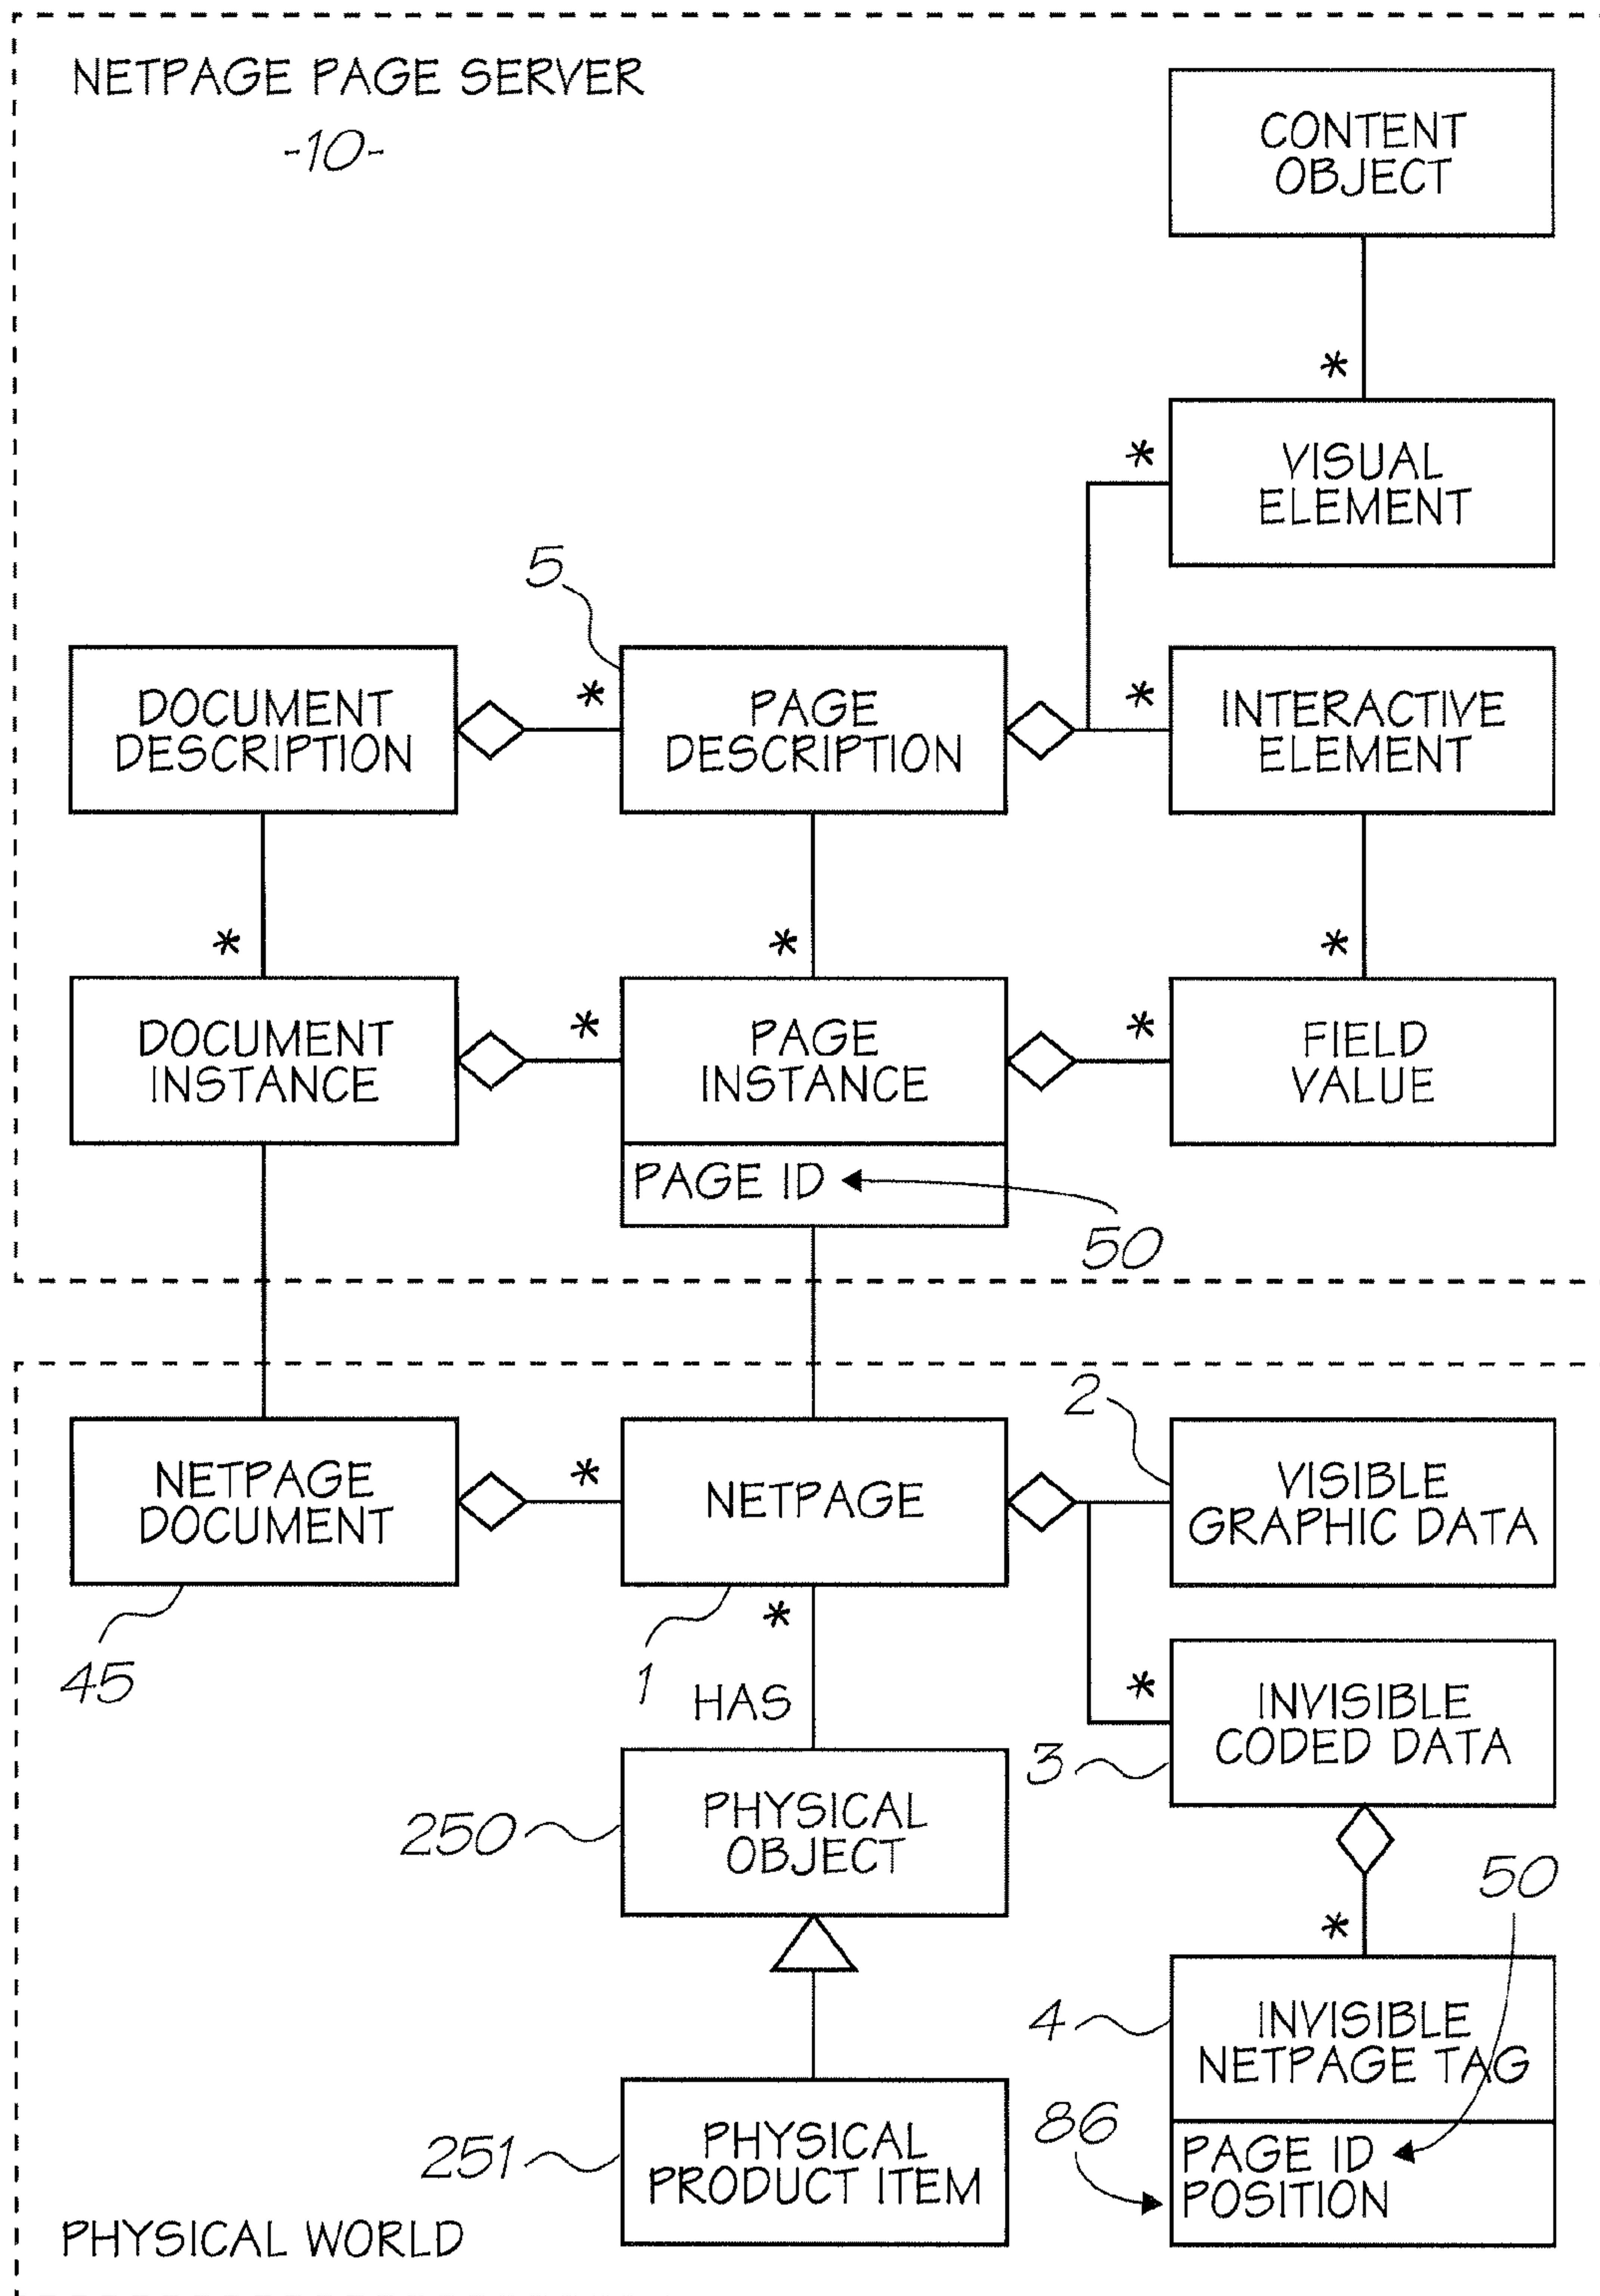 NETPAGE PAGE SERVER
-10-
CONTENT
OBJECT
*
*
VISUAL
ELEMENT
5
DOCUMENT
DESCRIPTION
*
PAGE
DESCRIPTION
*
INTERACTIVE
ELEMENT
*
*
*
DOCUMENT
INSTANCE
*
PAGE
INSTANCE
*
FIELD
VALUE
PAGE ID
50
2
NETPAGE
DOCUMENT
*
NETPAGE
VISIBLE
GRAPHIC DATA
45
1
*
HAS
*
INVISIBLE
CODED DATA
3
250
PHYSICAL
OBJECT
50
*
4
INVISIBLE
NETPAGE TAG
86
PAGE ID
POSITION
251
PHYSICAL
PRODUCT ITEM
PHYSICAL WORLD